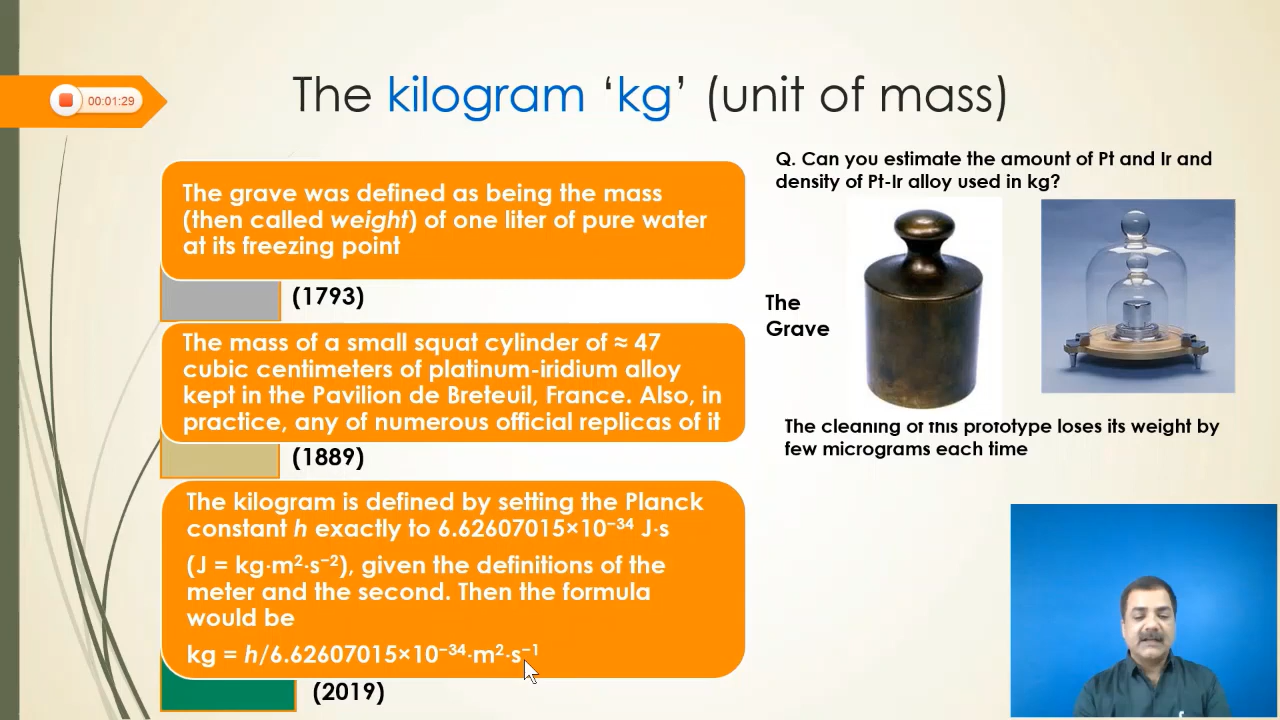 00:01:29
The kilogram ‘kg’ (unit of mass)
The grave was defined as being the mass
(then called weight) of one liter of pure water
at its freezing point
(1793)
The mass of a small squat cylinder of ≈ 47
cubic centimeters of platinum-iridium alloy
kept in the Pavilion de Breteuil, France. Also, in
practice, any of numerous official replicas of it
(1889)
The kilogram is defined by setting the Planck
constant h exactly to 6.62607015×10⁻³⁴ J·s
(J = kg·m²·s⁻²), given the definitions of the
meter and the second. Then the formula
would be
kg = h/6.62607015×10⁻³⁴·m²·s⁻¹
(2019)
Q. Can you estimate the amount of Pt and Ir and
density of Pt-Ir alloy used in kg?
The
Grave
The cleaning of this prototype loses its weight by
few micrograms each time